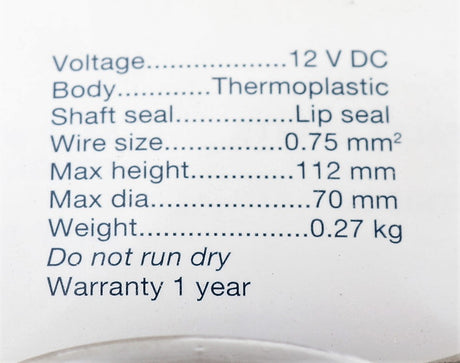 Voltage...................12 V DC
Body............Thermoplastic
Shaft seal...............Lip seal
Wire size...............0.75 mm²
Max height.............112 mm
Max dia.....................70 mm
Weight......................0.27 kg
Do not run dry
Warranty 1 year